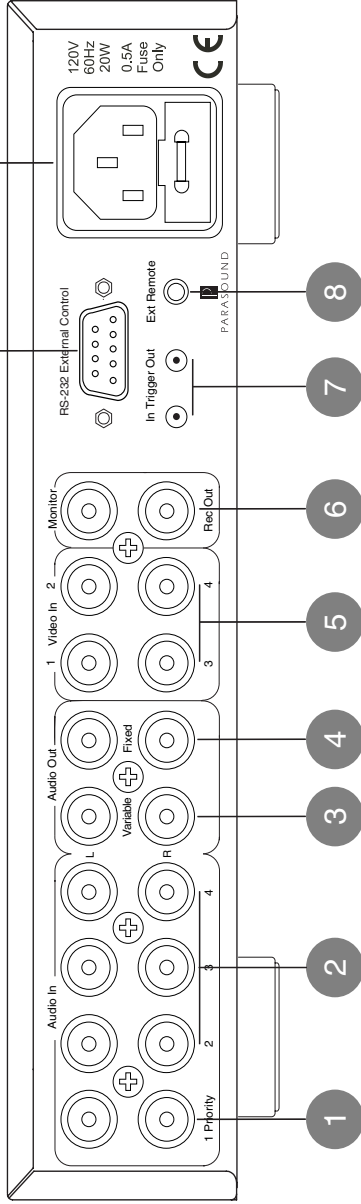 Audio In
Audio Out
1
Video In
2
Monitor
RS-232 External Control
120V
60Hz
20W
0.5A
Fuse
Only
CE
L
R
Variable
Fixed
In Trigger Out
Ext Remote
1 Priority
2
3
4
3
4
Rec Out
P
PARASOUND
1
2
3
4
5
6
7
8